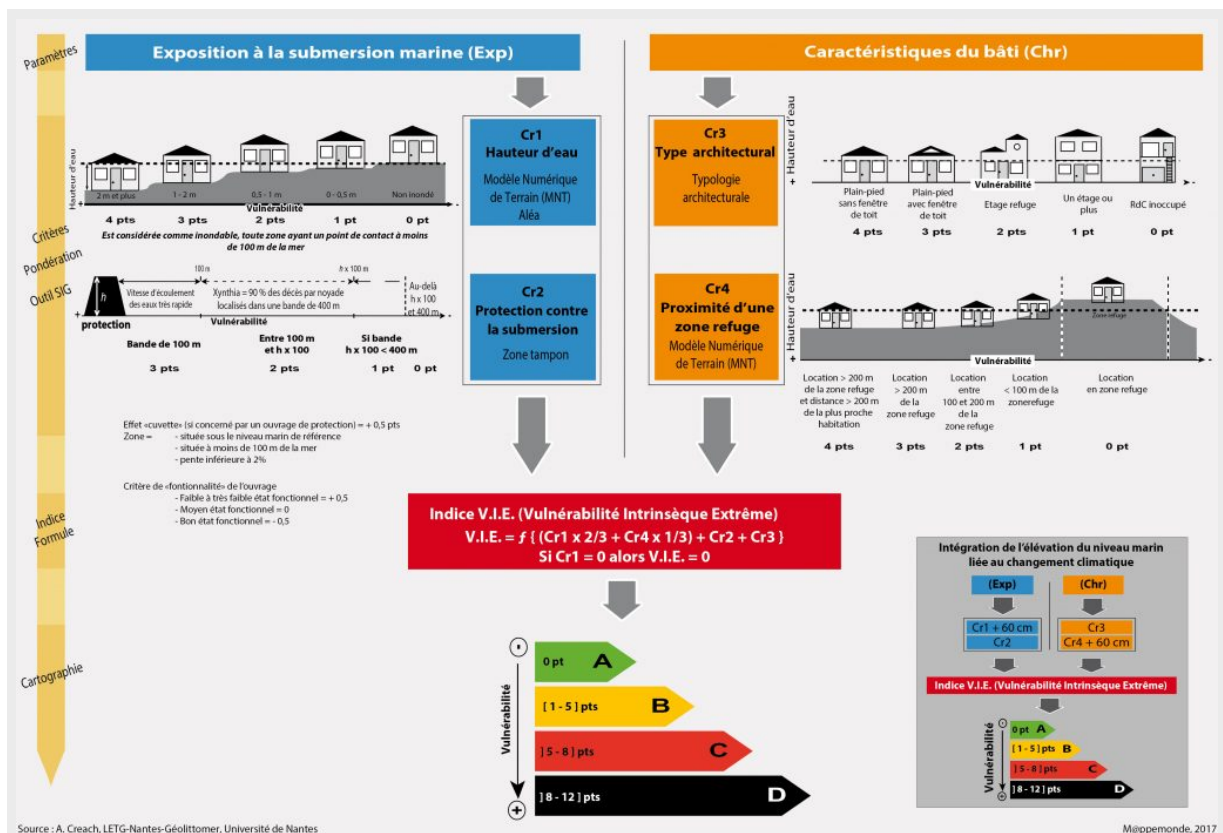 Paramètres
Critères
Pondération
Outil SIG
Indice
Formule
Cartographie
Exposition à la submersion marine (Exp)
Hauteur d'eau
2 m et plus
1 - 2 m
0,5 - 1 m
0 - 0,5 m
Non inondé
Vulnérabilité
4 pts
3 pts
2 pts
1 pt
0 pt
Est considérée comme inondable, toute zone ayant un point de contact à moins
de 100 m de la mer
h
protection
100 m
h x 100 m
Vitesse d'écoulement
des eaux très rapide
Xynthia = 90 % des décès par noyade
localisés dans une bande de 400 m
Au-delà
h x 100
et 400 m
Vulnérabilité
Bande de 100 m
Entre 100 m
et h x 100
Si bande
h x 100 < 400 m
3 pts
2 pts
1 pt
0 pt
Effet «cuvette» (si concerné par un ouvrage de protection) = + 0,5 pts
Zone =
- située sous le niveau marin de référence
- située à moins de 100 m de la mer
- pente inférieure à 2%
Critère de «fontionnalité» de l'ouvrage
- Faible à très faible état fonctionnel = + 0,5
- Moyen état fonctionnel = 0
- Bon état fonctionnel = - 0,5
Cr1
Hauteur d'eau
Modèle Numérique
de Terrain (MNT)
Aléa
Cr2
Protection contre
la submersion
Zone tampon
Caractéristiques du bâti (Chr)
Cr3
Type architectural
Typologie
architecturale
Cr4
Proximité d'une
zone refuge
Modèle Numérique
de Terrain (MNT)
+ Hauteur d'eau
Vulnérabilité
Plain-pied
sans fenêtre
de toit
Plain-pied
avec fenêtre
de toit
Etage refuge
Un étage ou
plus
RdC inoccupé
4 pts
3 pts
2 pts
1 pt
0 pt
+ Hauteur d'eau
Zone refuge
Vulnérabilité
Location > 200 m
de la zone refuge
et distance > 200 m
de la plus proche
habitation
Location
> 200 m
de la
zone refuge
Location
entre
100 et 200 m
de la
zone refuge
Location
< 100 m de la
zonerefuge
Location
en zone refuge
4 pts
3 pts
2 pts
1 pt
0 pt
Indice V.I.E. (Vulnérabilité Intrinsèque Extrême)
V.I.E. = ƒ { (Cr1 x 2/3 + Cr4 x 1/3) + Cr2 + Cr3 }
Si Cr1 = 0 alors V.I.E. = 0
Vulnérabilité
0 pt A
[ 1 - 5 ] pts B
] 5 - 8 ] pts C
] 8 - 12 ] pts D
Intégration de l'élévation du niveau marin
liée au changement climatique
(Exp)
(Chr)
Cr1 + 60 cm
Cr2
Cr3
Cr4 + 60 cm
Indice V.I.E. (Vulnérabilité Intrinsèque Extrême)
Vulnérabilité
0 pt A
[ 1 - 5 ] pts B
] 5 - 8 ] pts C
] 8 - 12 ] pts D
Source : A. Creach, LETG-Nantes-Géolittomer, Université de Nantes
M@ppemonde, 2017